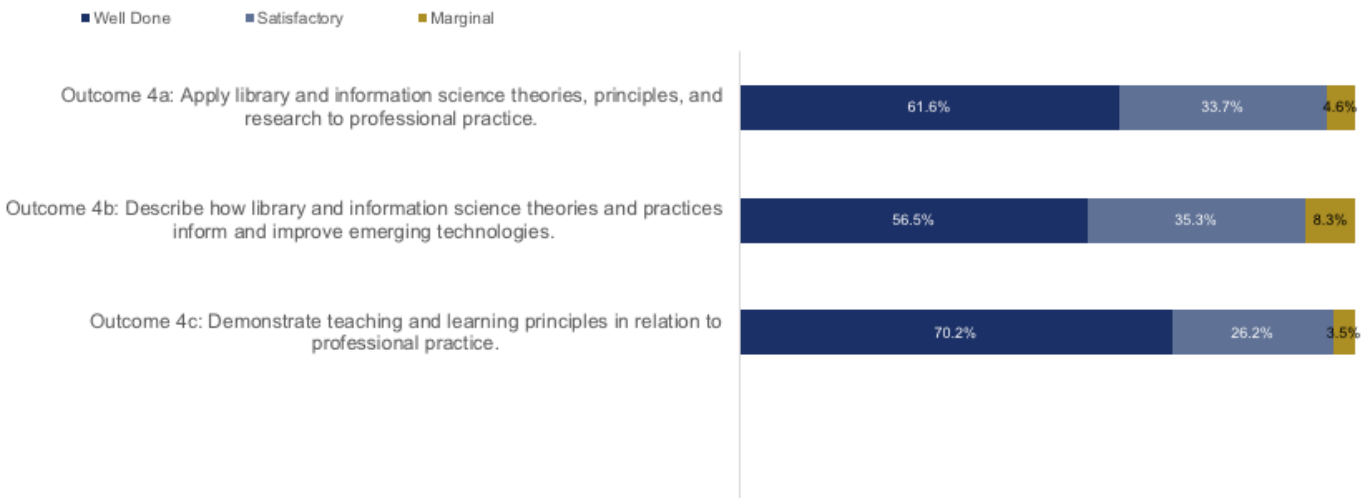 Well Done Satisfactory Marginal
Outcome 4a: Apply library and information science theories, principles, and
research to professional practice.
61.6% 33.7% 4.6%
Outcome 4b: Describe how library and information science theories and practices
inform and improve emerging technologies.
56.5% 35.3% 8.3%
Outcome 4c: Demonstrate teaching and learning principles in relation to
professional practice.
70.2% 26.2% 3.5%